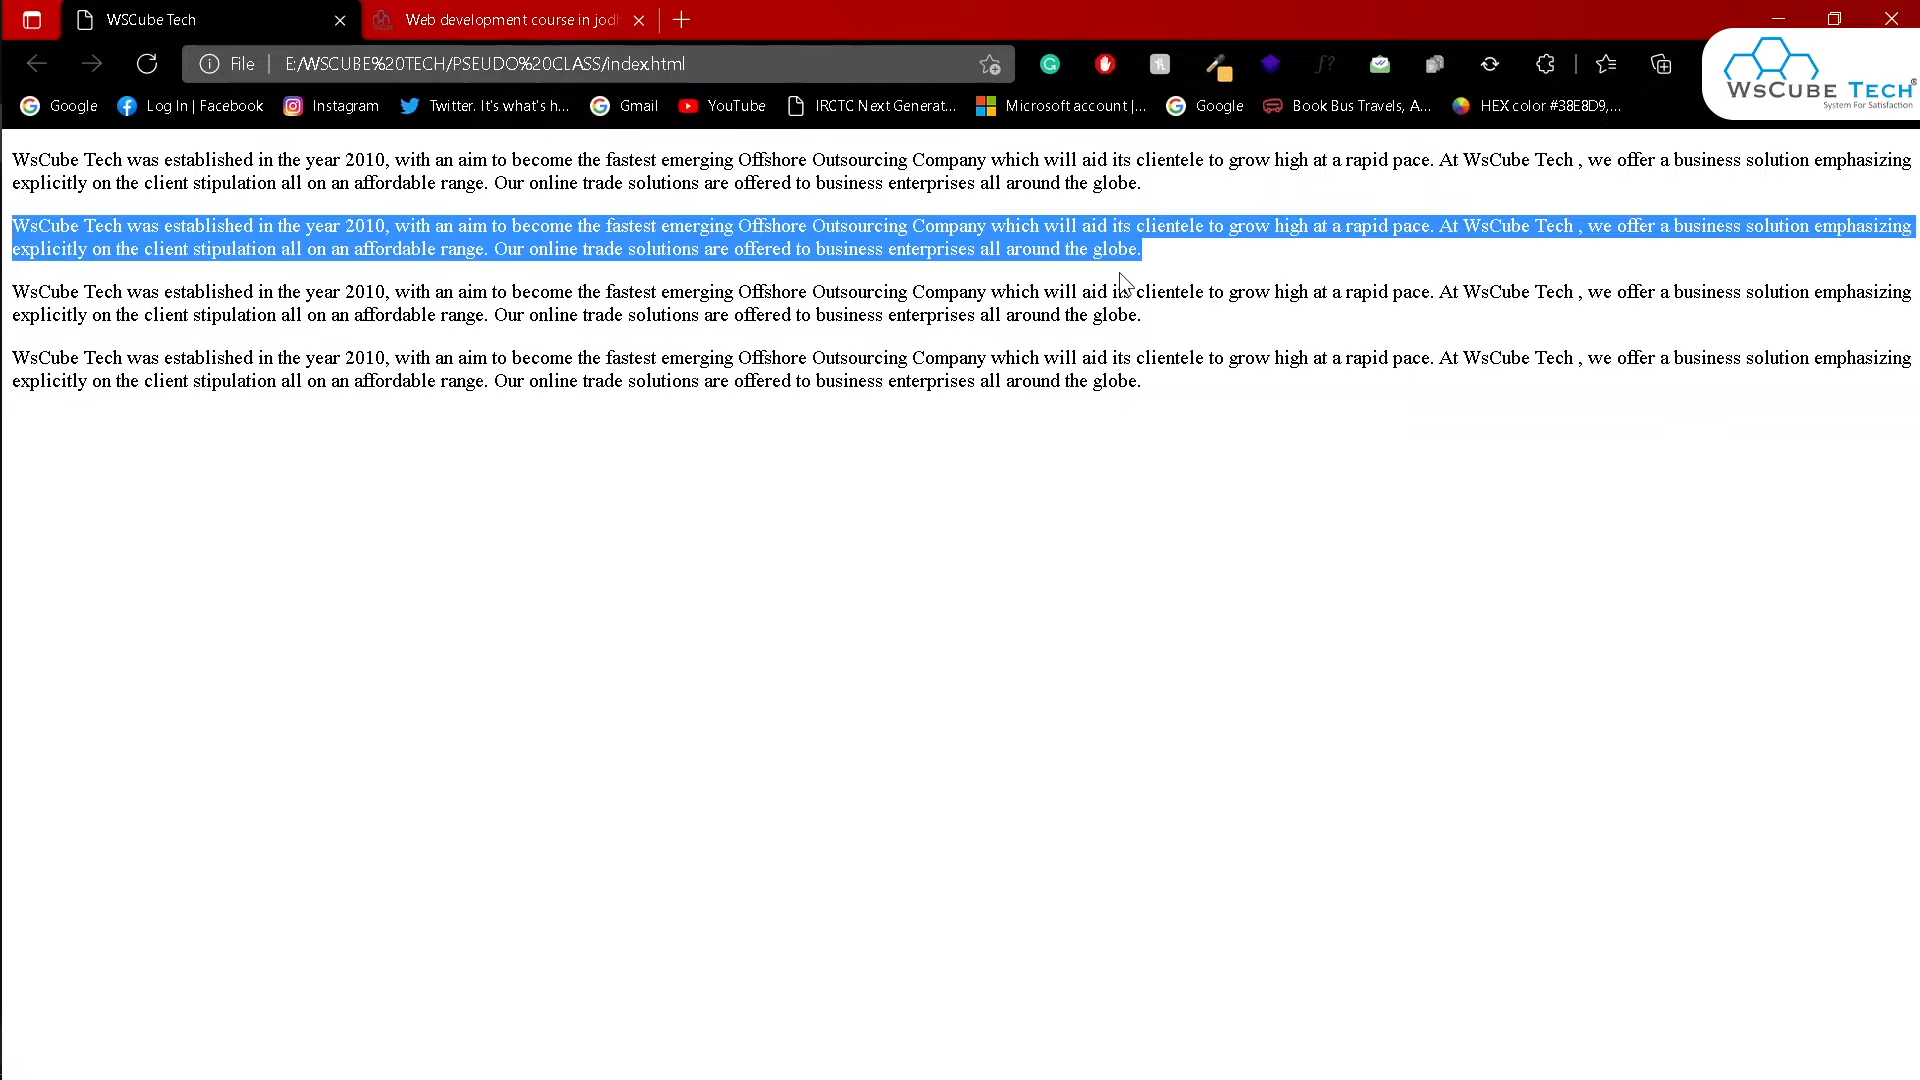 WSCube Tech
Web development course in jodh
File
E:/WSCUBE%20TECH/PSEUDO%20CLASS/index.html
f?
Google
Log In | Facebook
Instagram
Twitter. It's what's h...
Gmail
YouTube
IRCTC Next Generat...
Microsoft account |...
Google
Book Bus Travels, A...
HEX color #38E8D9,...
WSCUBE TECH®
System For Satisfaction
WsCube Tech was established in the year 2010, with an aim to become the fastest emerging Offshore Outsourcing Company which will aid its clientele to grow high at a rapid pace. At WsCube Tech , we offer a business solution emphasizing
explicitly on the client stipulation all on an affordable range. Our online trade solutions are offered to business enterprises all around the globe.
WsCube Tech was established in the year 2010, with an aim to become the fastest emerging Offshore Outsourcing Company which will aid its clientele to grow high at a rapid pace. At WsCube Tech , we offer a business solution emphasizing
explicitly on the client stipulation all on an affordable range. Our online trade solutions are offered to business enterprises all around the globe.
WsCube Tech was established in the year 2010, with an aim to become the fastest emerging Offshore Outsourcing Company which will aid its clientele to grow high at a rapid pace. At WsCube Tech , we offer a business solution emphasizing
explicitly on the client stipulation all on an affordable range. Our online trade solutions are offered to business enterprises all around the globe.
WsCube Tech was established in the year 2010, with an aim to become the fastest emerging Offshore Outsourcing Company which will aid its clientele to grow high at a rapid pace. At WsCube Tech , we offer a business solution emphasizing
explicitly on the client stipulation all on an affordable range. Our online trade solutions are offered to business enterprises all around the globe.